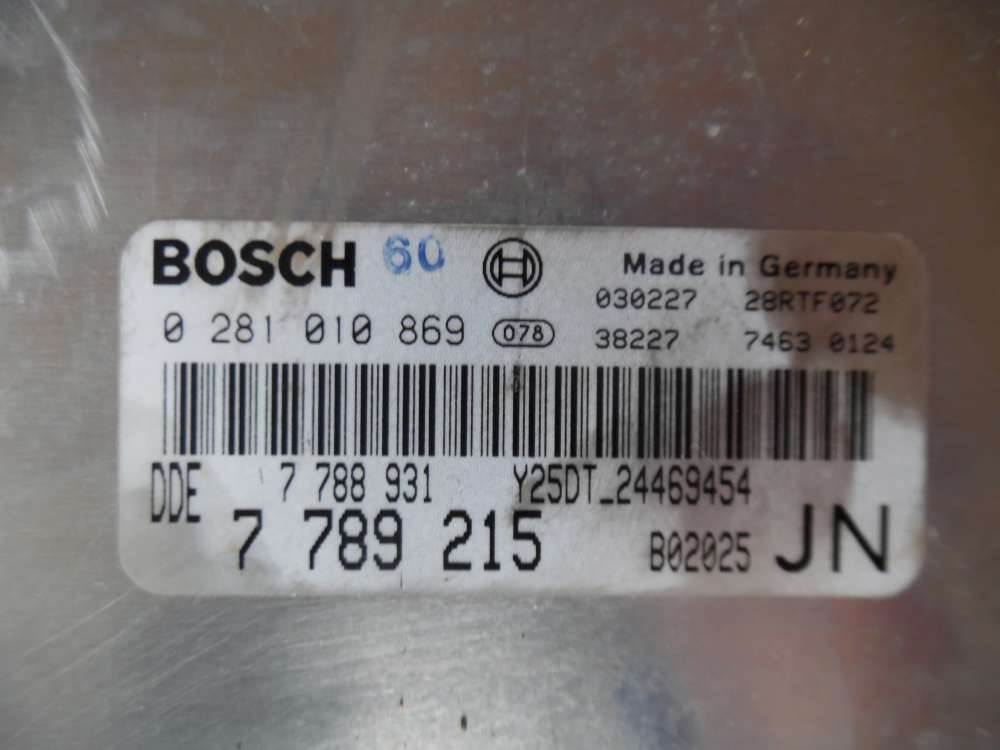 BOSCH 60 Made in Germany
030227 28RTF072
0 281 010 869 078 38227 7463 0124
DDE 7 788 931 Y25DT_24469454
7 789 215 B02025 JN